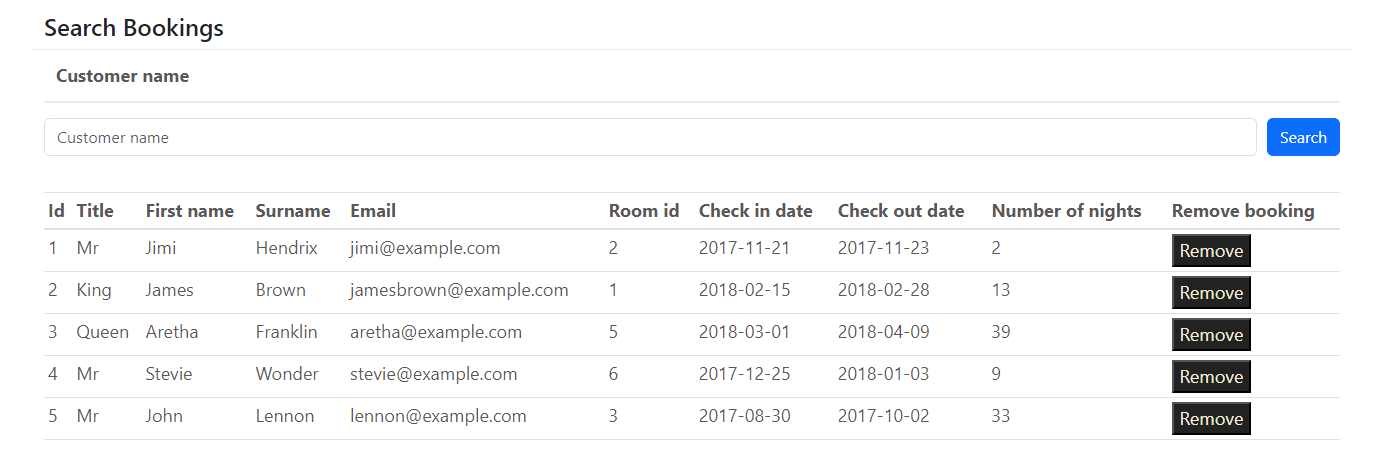 Search Bookings
Customer name
Customer name Search
Id Title First name Surname Email Room id Check in date Check out date Number of nights Remove booking
1 Mr Jimi Hendrix jimi@example.com 2 2017-11-21 2017-11-23 2 Remove
2 King James Brown jamesbrown@example.com 1 2018-02-15 2018-02-28 13 Remove
3 Queen Aretha Franklin aretha@example.com 5 2018-03-01 2018-04-09 39 Remove
4 Mr Stevie Wonder stevie@example.com 6 2017-12-25 2018-01-03 9 Remove
5 Mr John Lennon lennon@example.com 3 2017-08-30 2017-10-02 33 Remove